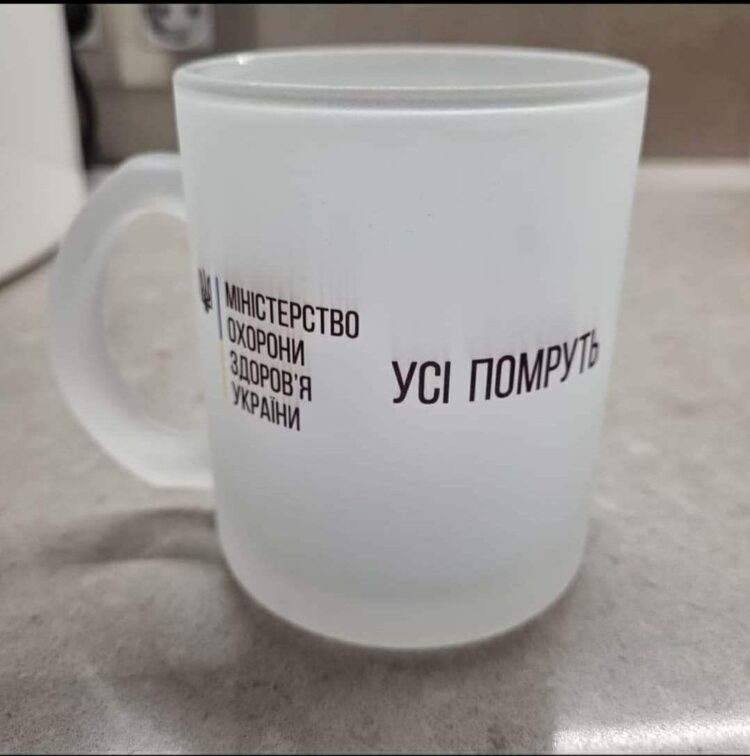 МІНІСТЕРСТВО
ОХОРОНИ
ЗДОРОВ'Я
УКРАЇНИ
УСІ ПОМРУТЬ